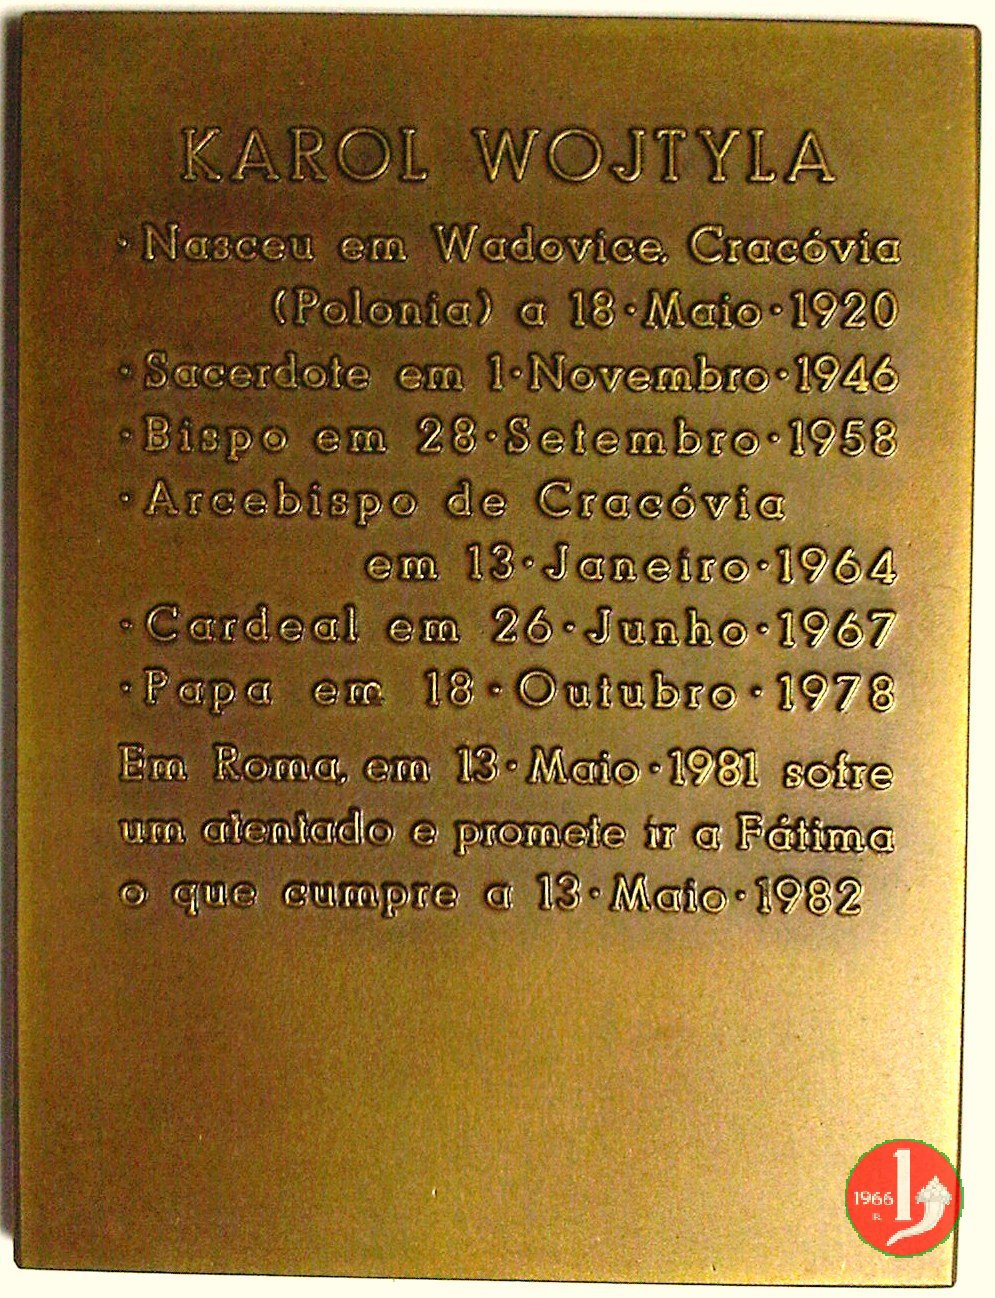 KAROL WOJTYLA
·Nasceu em Wadovice, Cracóvia
(Polonia) a 18·Maio·1920
·Sacerdote em 1·Novembro·1946
·Bispo em 28·Setembro·1958
·Arcebispo de Cracóvia
em 13·Janeiro·1964
·Cardeal em 26·Junho·1967
·Papa em 18·Outubro·1978
Em Roma, em 13·Maio·1981 sofre
um atentado e promete ir a Fátima
o que cumpre a 13·Maio·1982
1966
R.